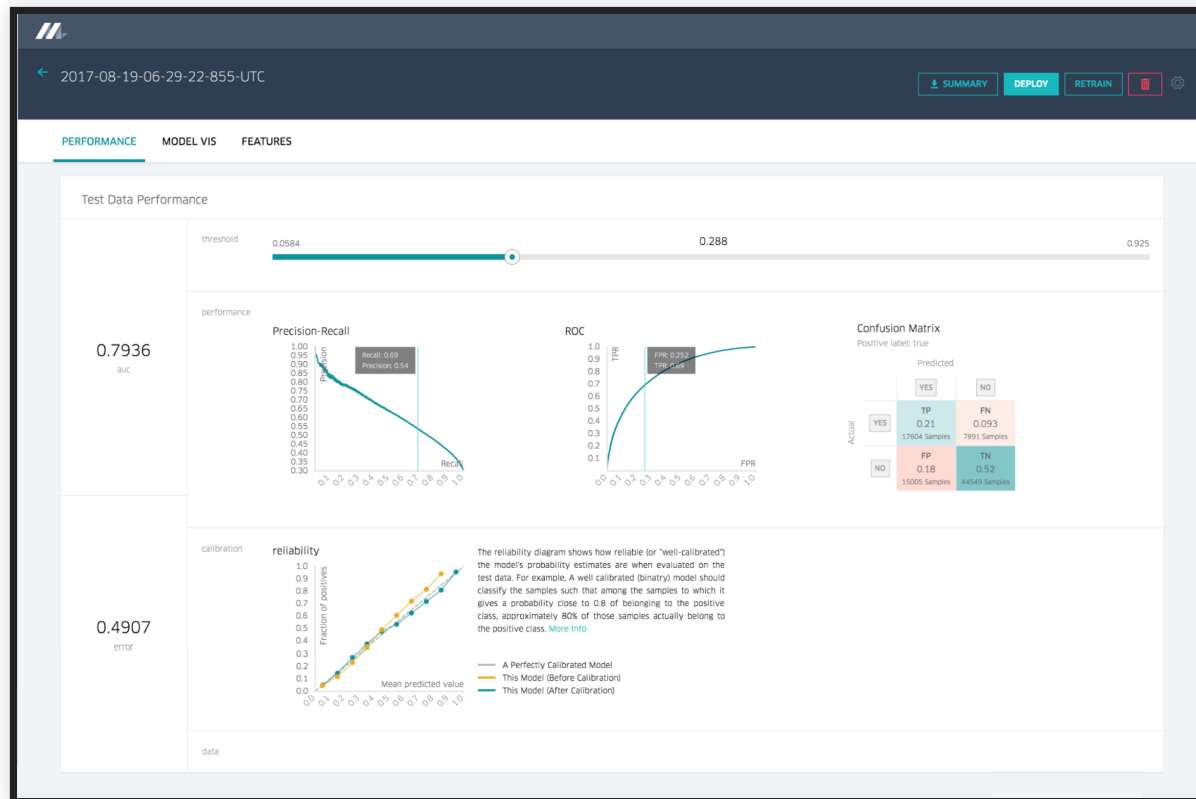 2017-08-19-06-29-22-855-UTC
SUMMARY
DEPLOY
RETRAIN
PERFORMANCE
MODEL VIS
FEATURES
Test Data Performance
0.7936
auc
0.4907
error
threshold
0.0584
0.288
0.925
performance
Precision-Recall
1.00
0.95
0.90
0.85
0.80
0.75
0.70
0.65
0.60
0.55
0.50
0.45
0.40
0.35
0.30
Precision
Recall: 0.69
Precision: 0.54
Recall
0.1 0.2 0.3 0.4 0.5 0.6 0.7 0.8 0.9 1.0
ROC
1.0
0.9
0.8
0.7
0.6
0.5
0.4
0.3
0.2
0.1
TPR
FPR: 0.252
TPR: 0.69
FPR
0.0 0.1 0.2 0.3 0.4 0.5 0.6 0.7 0.8 0.9 1.0
Confusion Matrix
Positive label: true
Predicted
YES
NO
Actual
YES
TP
0.21
17604 Samples
FN
0.093
7891 Samples
NO
FP
0.18
15005 Samples
TN
0.52
44549 Samples
calibration
reliability
1.0
0.9
0.8
0.7
0.6
0.5
0.4
0.3
0.2
0.1
0.0
Fraction of positives
Mean predicted value
0.0 0.1 0.2 0.3 0.4 0.5 0.6 0.7 0.8 0.9 1.0
The reliability diagram shows how reliable (or "well-calibrated")
the model's probability estimates are when evaluated on the
test data. For example, A well calibrated (binatry) model should
classify the samples such that among the samples to which it
gives a probability close to 0.8 of belonging to the positive
class, approximately 80% of those samples actually belong to
the positive class. More Info
A Perfectly Calibrated Model
This Model (Before Calibration)
This Model (After Calibration)
data